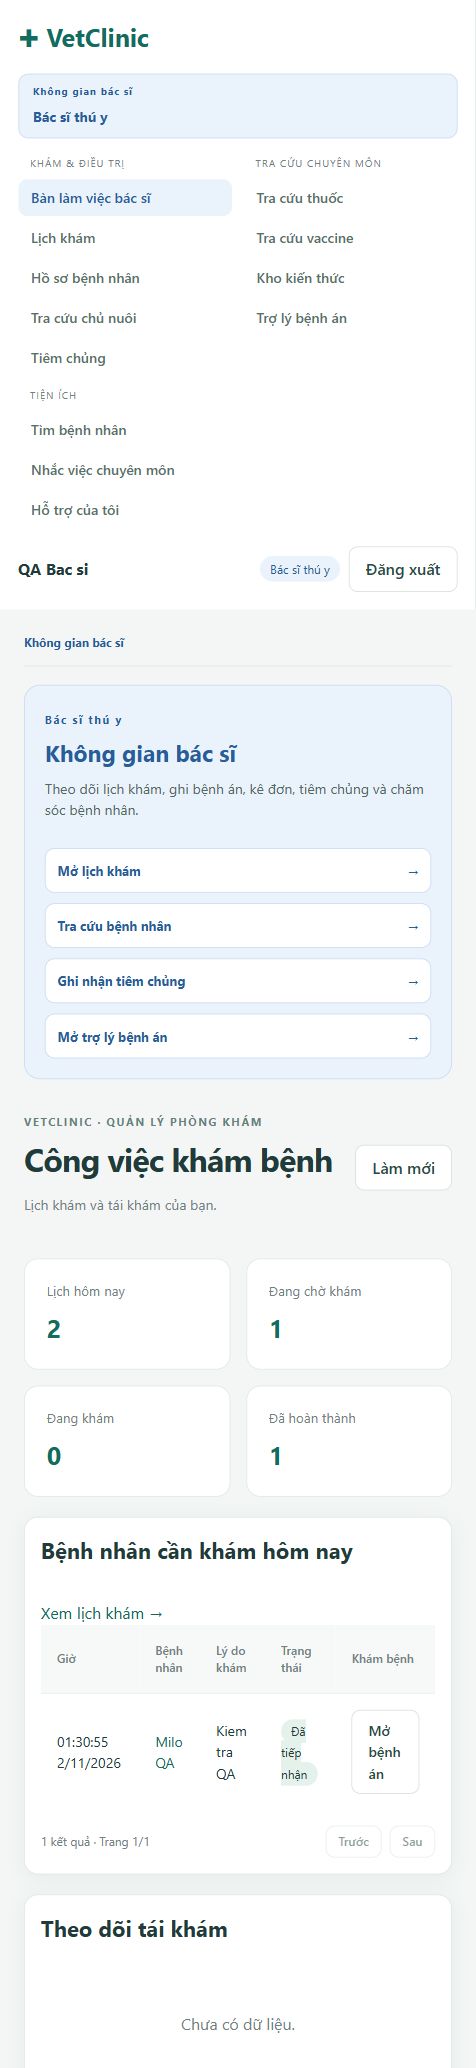 ✚ VetClinic
Không gian bác sĩ
Bác sĩ thú y
KHÁM & ĐIỀU TRỊ
Bàn làm việc bác sĩ
Lịch khám
Hồ sơ bệnh nhân
Tra cứu chủ nuôi
Tiêm chủng
TRA CỨU CHUYÊN MÔN
Tra cứu thuốc
Tra cứu vaccine
Kho kiến thức
Trợ lý bệnh án
TIỆN ÍCH
Tìm bệnh nhân
Nhắc việc chuyên môn
Hỗ trợ của tôi
QA Bac si
Bác sĩ thú y
Đăng xuất
Không gian bác sĩ
Bác sĩ thú y
Không gian bác sĩ
Theo dõi lịch khám, ghi bệnh án, kê đơn, tiêm chủng và chăm
sóc bệnh nhân.
Mở lịch khám →
Tra cứu bệnh nhân →
Ghi nhận tiêm chủng →
Mở trợ lý bệnh án →
VETCLINIC · QUẢN LÝ PHÒNG KHÁM
Công việc khám bệnh
Làm mới
Lịch khám và tái khám của bạn.
Lịch hôm nay
2
Đang chờ khám
1
Đang khám
0
Đã hoàn thành
1
Bệnh nhân cần khám hôm nay
Xem lịch khám →
Giờ
Bệnh
nhân
Lý do
khám
Trạng
thái
Khám bệnh
01:30:55
2/11/2026
Milo
QA
Kiem
tra
QA
Đã
tiếp
nhận
Mở
bệnh
án
1 kết quả · Trang 1/1
Trước
Sau
Theo dõi tái khám
Chưa có dữ liệu.